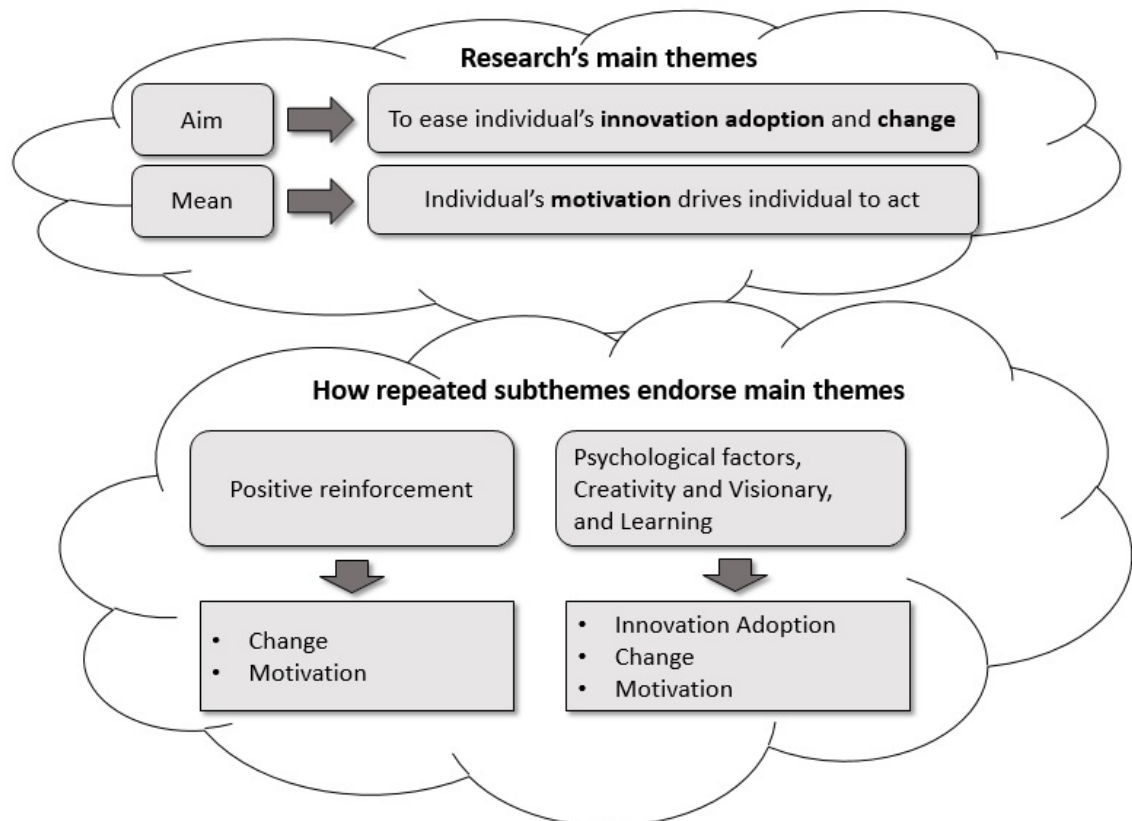 Research’s main themes
Aim
To ease individual’s innovation adoption and change
Mean
Individual’s motivation drives individual to act
How repeated subthemes endorse main themes
Positive reinforcement
Psychological factors,
Creativity and Visionary,
and Learning
• Change
• Motivation
• Innovation Adoption
• Change
• Motivation